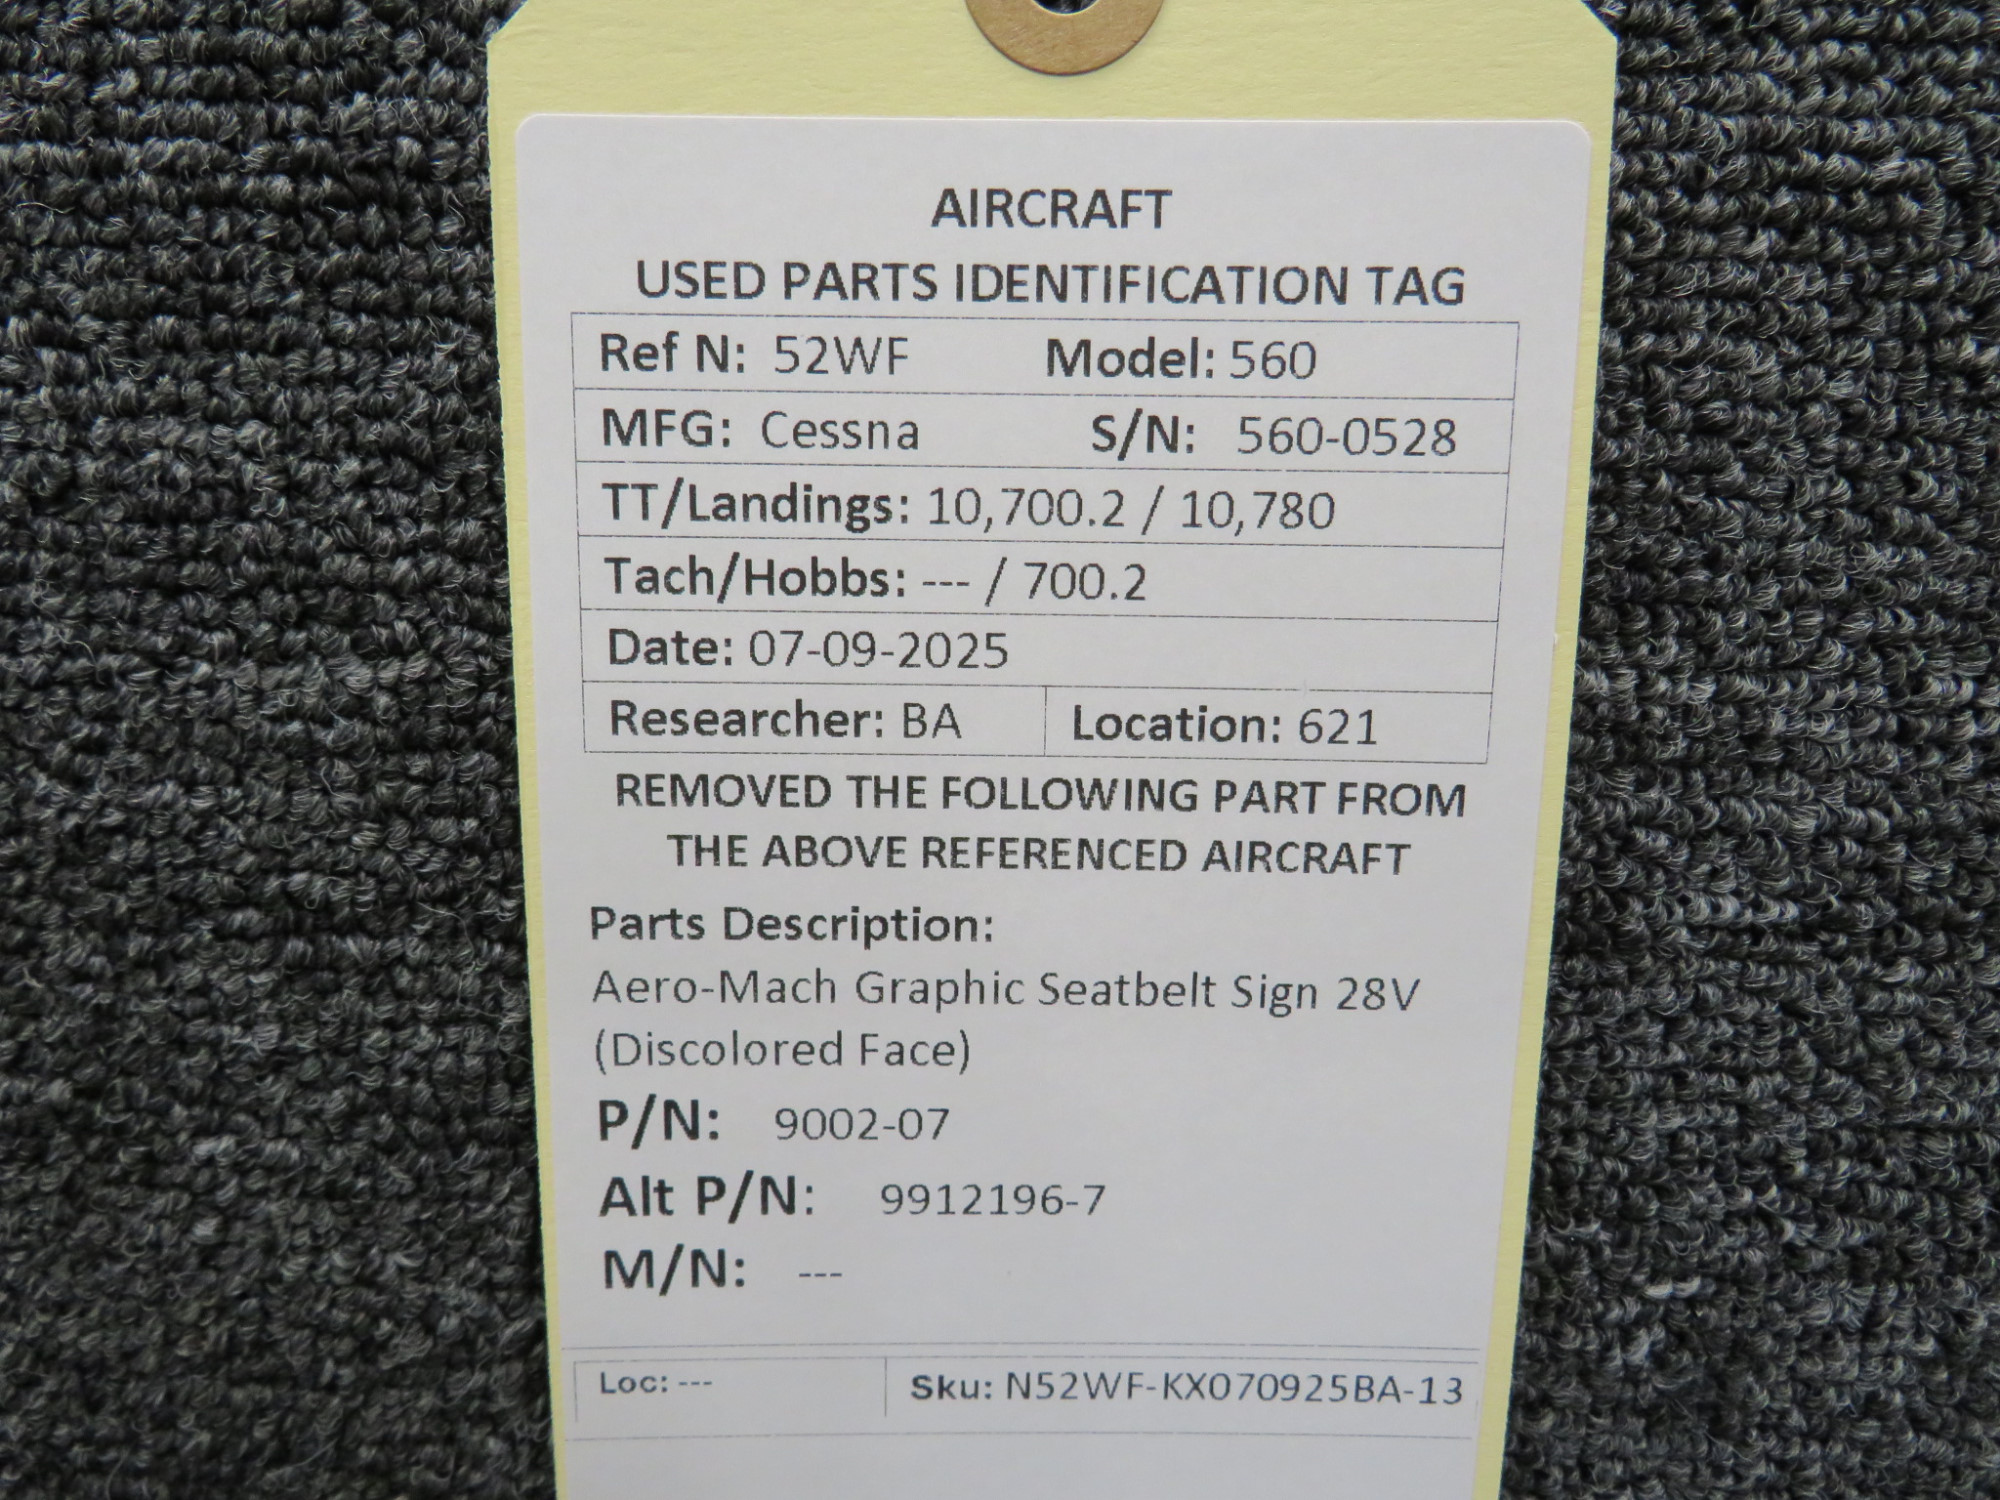 AIRCRAFT
USED PARTS IDENTIFICATION TAG
Ref N: 52WF Model: 560
MFG: Cessna S/N: 560-0528
TT/Landings: 10,700.2 / 10,780
Tach/Hobbs: --- / 700.2
Date: 07-09-2025
Researcher: BA Location: 621
REMOVED THE FOLLOWING PART FROM
THE ABOVE REFERENCED AIRCRAFT
Parts Description:
Aero-Mach Graphic Seatbelt Sign 28V
(Discolored Face)
P/N: 9002-07
Alt P/N: 9912196-7
M/N: ---
Loc: --- Sku: N52WF-KX070925BA-13